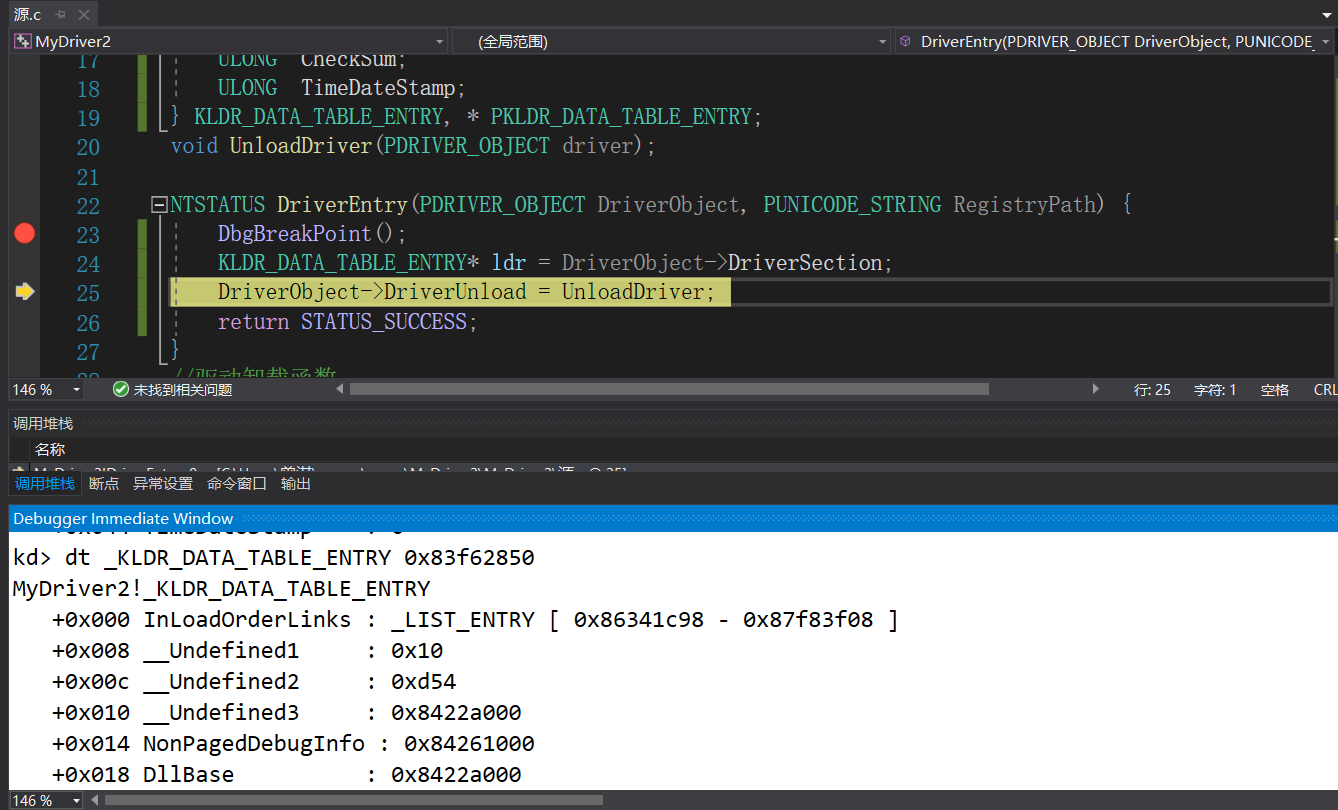 源.c
MyDriver2 (全局范围) DriverEntry(PDRIVER_OBJECT DriverObject, PUNICODE_
17 ULONG CheckSum;
18 ULONG TimeDateStamp;
19 } KLDR_DATA_TABLE_ENTRY, * PKLDR_DATA_TABLE_ENTRY;
20 void UnloadDriver(PDRIVER_OBJECT driver);
21
22 NTSTATUS DriverEntry(PDRIVER_OBJECT DriverObject, PUNICODE_STRING RegistryPath) {
23 DbgBreakPoint();
24 KLDR_DATA_TABLE_ENTRY* ldr = DriverObject->DriverSection;
25 DriverObject->DriverUnload = UnloadDriver;
26 return STATUS_SUCCESS;
27 }
//驱动卸载函数
146 % 未找到相关问题 行: 25 字符: 1 空格 CRL
调用堆栈
名称
调用堆栈 断点 异常设置 命令窗口 输出
Debugger Immediate Window
kd> dt _KLDR_DATA_TABLE_ENTRY 0x83f62850
MyDriver2!_KLDR_DATA_TABLE_ENTRY
+0x000 InLoadOrderLinks : _LIST_ENTRY [ 0x86341c98 - 0x87f83f08 ]
+0x008 __Undefined1 : 0x10
+0x00c __Undefined2 : 0xd54
+0x010 __Undefined3 : 0x8422a000
+0x014 NonPagedDebugInfo : 0x84261000
+0x018 DllBase : 0x8422a000
146 %